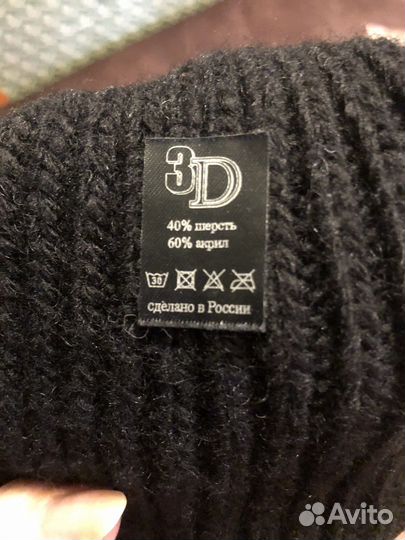 3D
40% шерсть
60% акрил
30
сделано в России
Avito